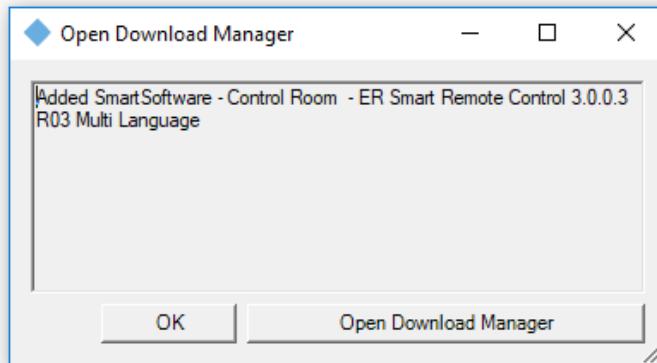 Open Download Manager
Added SmartSoftware - Control Room  - ER Smart Remote Control 3.0.0.3
R03 Multi Language
OK
Open Download Manager